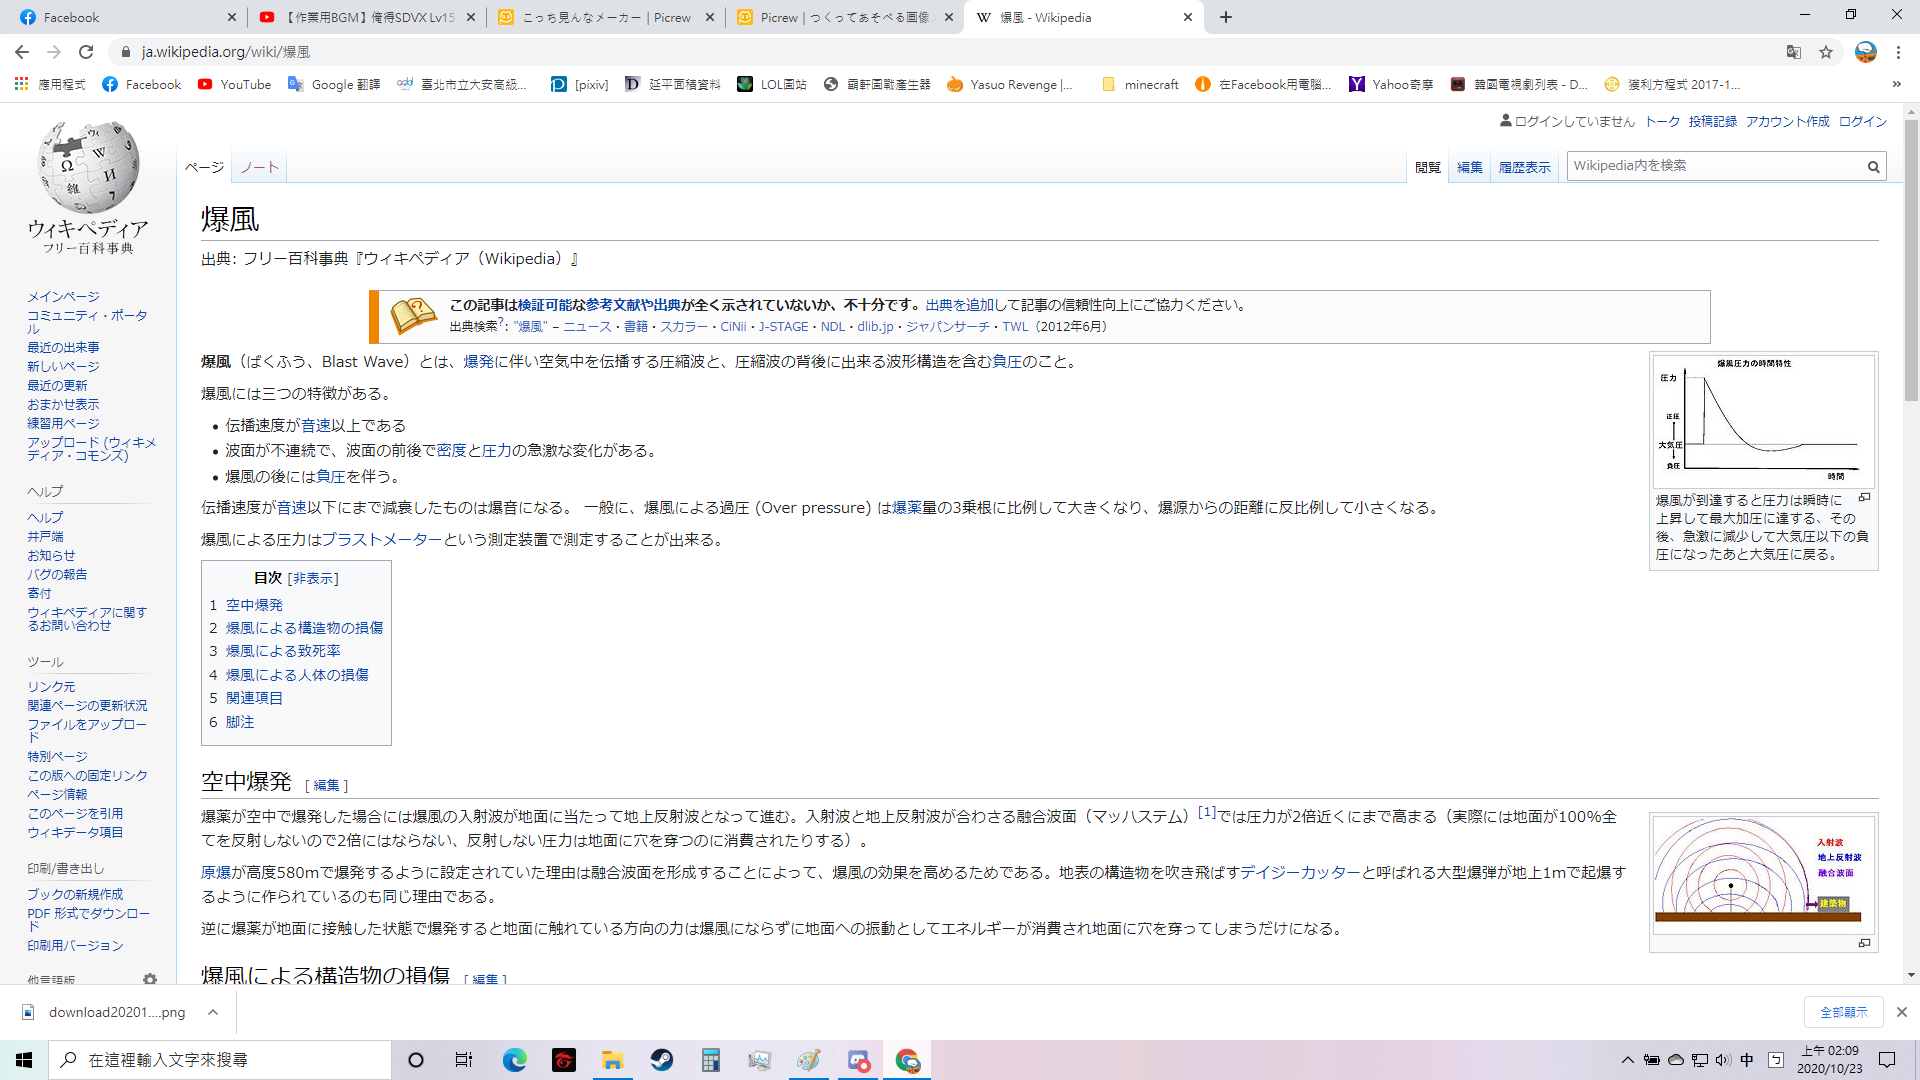 Facebook
【作業用BGM】俺得SDVX Lv15
こっち見んなメーカー｜Picrew
Picrew｜つくってあそべる画像
爆風 - Wikipedia
ja.wikipedia.org/wiki/爆風
應用程式
Facebook
YouTube
Google 翻譯
臺北市立大安高級...
[pixiv]
延平面積資料
LOL圖站
霸軒圖戰產生器
Yasuo Revenge |...
minecraft
在Facebook用電腦...
Yahoo奇摩
韓國電視劇列表 - D...
獲利方程式 2017-1...
ログインしていません トーク 投稿記録 アカウント作成 ログイン
ページ ノート
閲覧 編集 履歴表示
Wikipedia内を検索
ウィキペディア
フリー百科事典
メインページ
コミュニティ・ポータ
ル
最近の出来事
新しいページ
最近の更新
おまかせ表示
練習用ページ
アップロード (ウィキメ
ディア・コモンズ)
ヘルプ
ヘルプ
井戸端
お知らせ
バグの報告
寄付
ウィキペディアに関す
るお問い合わせ
ツール
リンク元
関連ページの更新状況
ファイルをアップロー
ド
特別ページ
この版への固定リンク
ページ情報
このページを引用
ウィキデータ項目
印刷/書き出し
ブックの新規作成
PDF 形式でダウンロー
ド
印刷用バージョン
他言語版
爆風
出典: フリー百科事典『ウィキペディア（Wikipedia）』
この記事は検証可能な参考文献や出典が全く示されていないか、不十分です。出典を追加して記事の信頼性向上にご協力ください。
出典検索?: "爆風" – ニュース・書籍・スカラー・CiNii・J-STAGE・NDL・dlib.jp・ジャパンサーチ・TWL（2012年6月）
爆風（ばくふう、Blast Wave）とは、爆発に伴い空気中を伝播する圧縮波と、圧縮波の背後に出来る波形構造を含む負圧のこと。
爆風には三つの特徴がある。
• 伝播速度が音速以上である
• 波面が不連続で、波面の前後で密度と圧力の急激な変化がある。
• 爆風の後には負圧を伴う。
伝播速度が音速以下にまで減衰したものは爆音になる。 一般に、爆風による過圧 (Over pressure) は爆薬量の3乗根に比例して大きくなり、爆源からの距離に反比例して小さくなる。
爆風による圧力はブラストメーターという測定装置で測定することが出来る。
爆風圧力の時間特性
圧力
正圧
大気圧
負圧
時間
爆風が到達すると圧力は瞬時に
上昇して最大加圧に達する、その
後、急激に減少して大気圧以下の負
圧になったあと大気圧に戻る。
目次 [非表示]
1 空中爆発
2 爆風による構造物の損傷
3 爆風による致死率
4 爆風による人体の損傷
5 関連項目
6 脚注
空中爆発 [ 編集 ]
爆薬が空中で爆発した場合には爆風の入射波が地面に当たって地上反射波となって進む。入射波と地上反射波が合わさる融合波面（マッハステム）[1]では圧力が2倍近くにまで高まる（実際には地面が100%全
てを反射しないので2倍にはならない、反射しない圧力は地面に穴を穿つのに消費されたりする）。
原爆が高度580mで爆発するように設定されていた理由は融合波面を形成することによって、爆風の効果を高めるためである。地表の構造物を吹き飛ばすデイジーカッターと呼ばれる大型爆弾が地上1mで起爆す
るように作られているのも同じ理由である。
逆に爆薬が地面に接触した状態で爆発すると地面に触れている方向の力は爆風にならずに地面への振動としてエネルギーが消費され地面に穴を穿ってしまうだけになる。
入射波
地上反射波
融合波面
建築物
爆風による構造物の損傷 [ 編集 ]
download20201....png
全部顯示
在這裡輸入文字來搜尋
中
上午 02:09
2020/10/23